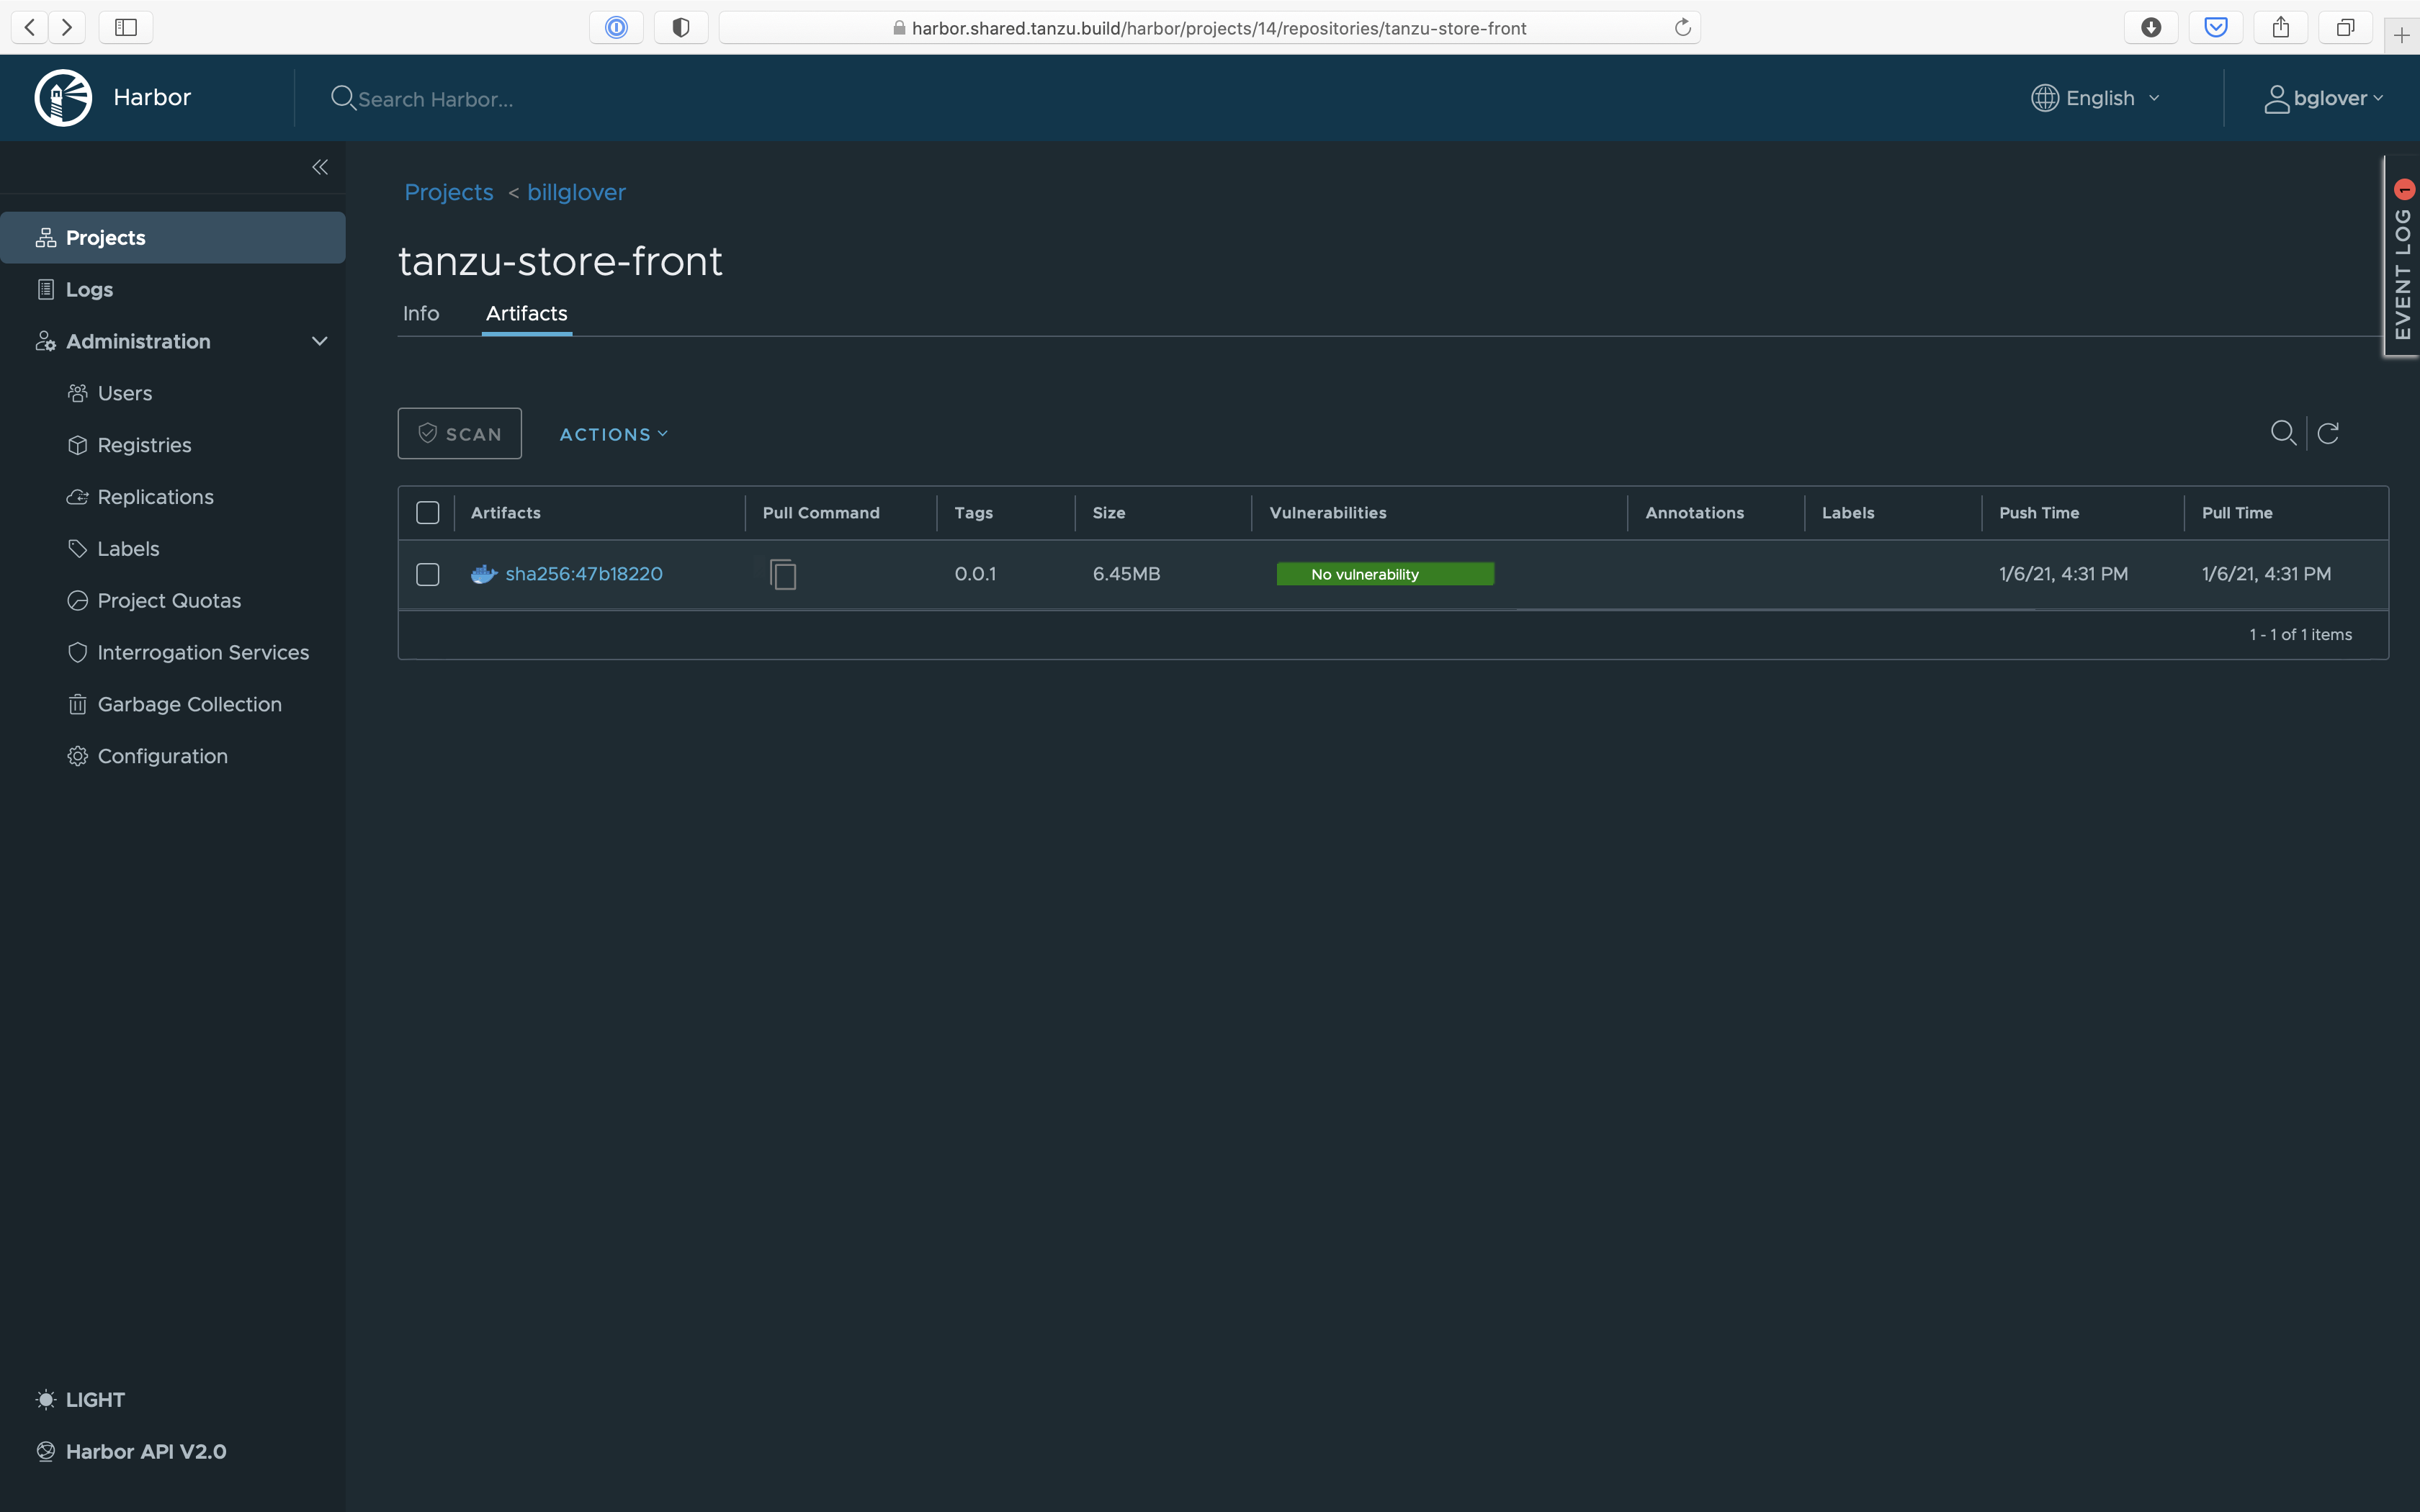 harbor.shared.tanzu.build/harbor/projects/14/repositories/tanzu-store-front
Harbor
Search Harbor...
English
bglover
Projects
Logs
Administration
Users
Registries
Replications
Labels
Project Quotas
Interrogation Services
Garbage Collection
Configuration
LIGHT
Harbor API V2.0
Projects < billglover
tanzu-store-front
Info Artifacts
SCAN ACTIONS
Artifacts Pull Command Tags Size Vulnerabilities Annotations Labels Push Time Pull Time
sha256:47b18220 0.0.1 6.45MB No vulnerability 1/6/21, 4:31 PM 1/6/21, 4:31 PM
1 - 1 of 1 items
EVENT LOG 1